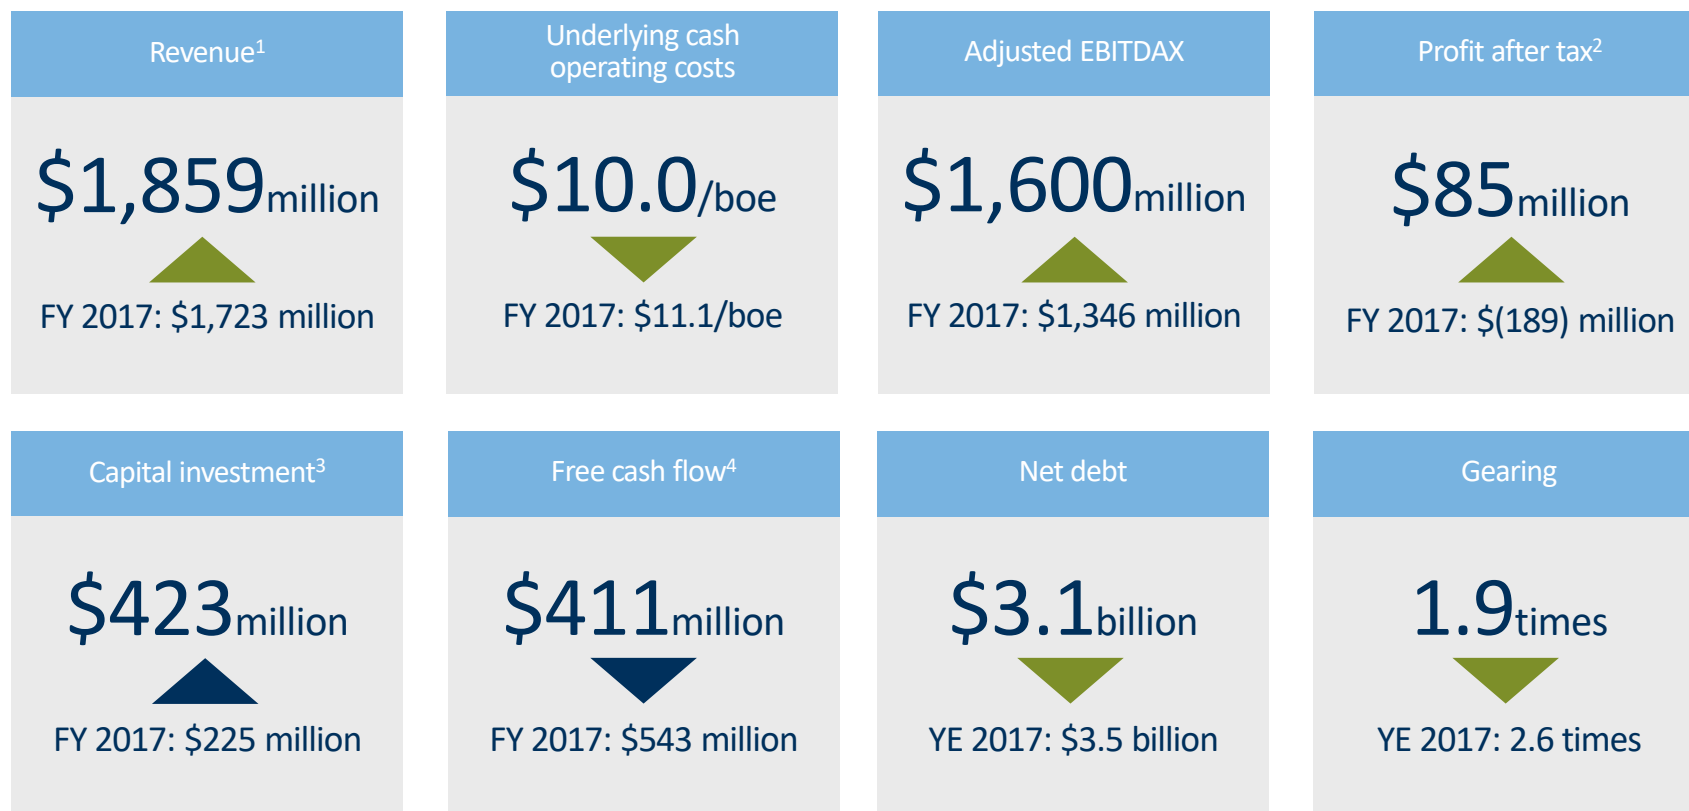 Revenue¹
$1,859million
FY 2017: $1,723 million
Underlying cash
operating costs
$10.0/boe
FY 2017: $11.1/boe
Adjusted EBITDAX
$1,600million
FY 2017: $1,346 million
Profit after tax²
$85million
FY 2017: $(189) million
Capital investment³
$423million
FY 2017: $225 million
Free cash flow⁴
$411million
FY 2017: $543 million
Net debt
$3.1billion
YE 2017: $3.5 billion
Gearing
1.9times
YE 2017: 2.6 times